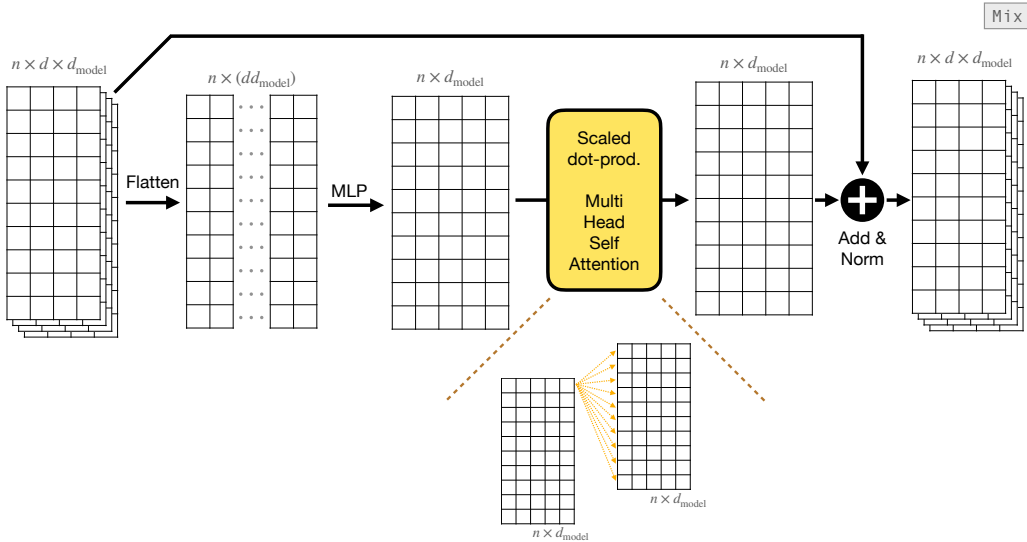 Mix
n × d × d_model
n × (dd_model)
n × d_model
n × d_model
n × d × d_model
Flatten
MLP
Scaled
dot-prod.
Multi
Head
Self
Attention
Add &
Norm
n × d_model
n × d_model